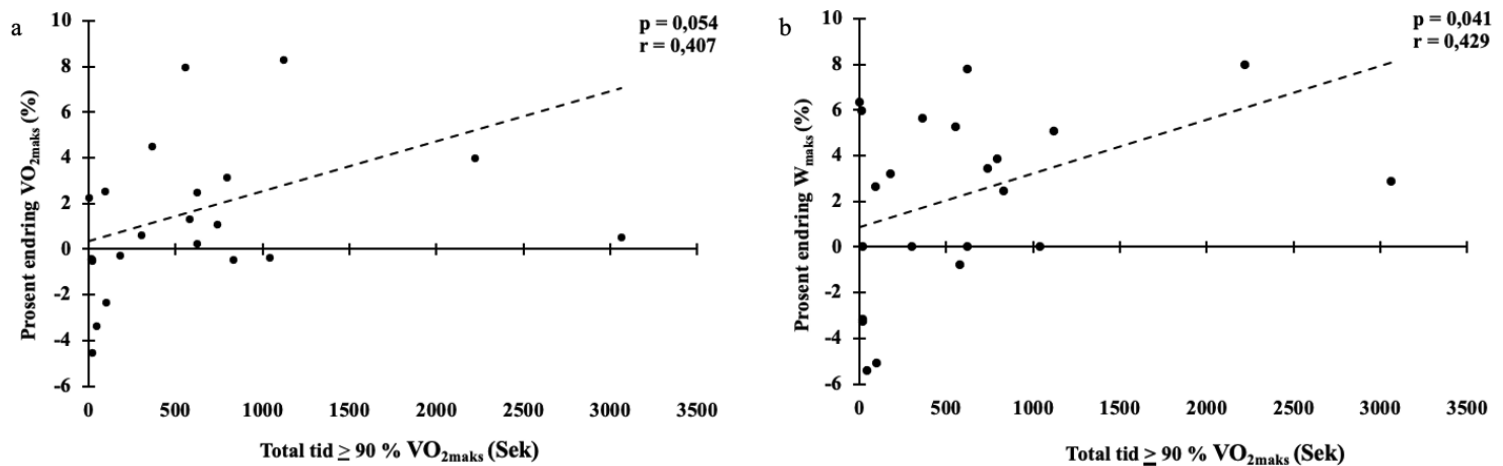 a
p = 0,054
r = 0,407
Prosent endring VO2maks (%)
10
8
6
4
2
0
-2
-4
-6
0 500 1000 1500 2000 2500 3000 3500
Total tid ≥ 90 % VO2maks (Sek)
b
p = 0,041
r = 0,429
Prosent endring Wmaks (%)
10
8
6
4
2
0
-2
-4
-6
0 500 1000 1500 2000 2500 3000 3500
Total tid ≥ 90 % VO2maks (Sek)